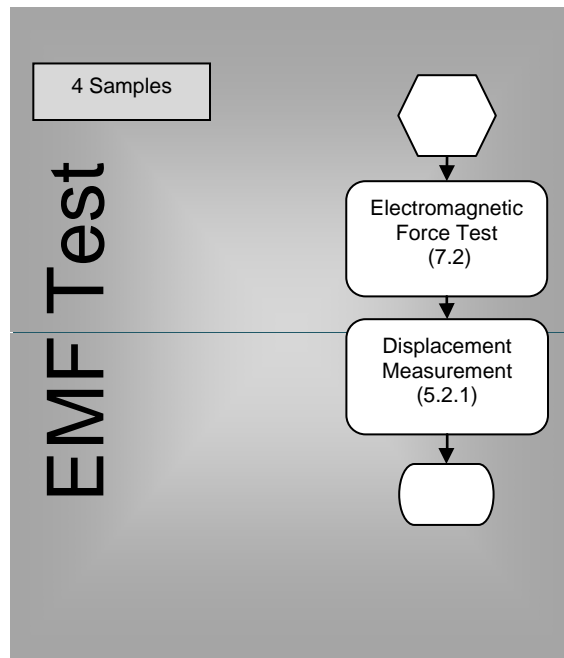 4 Samples
EMF Test
Electromagnetic
Force Test
(7.2)
Displacement
Measurement
(5.2.1)